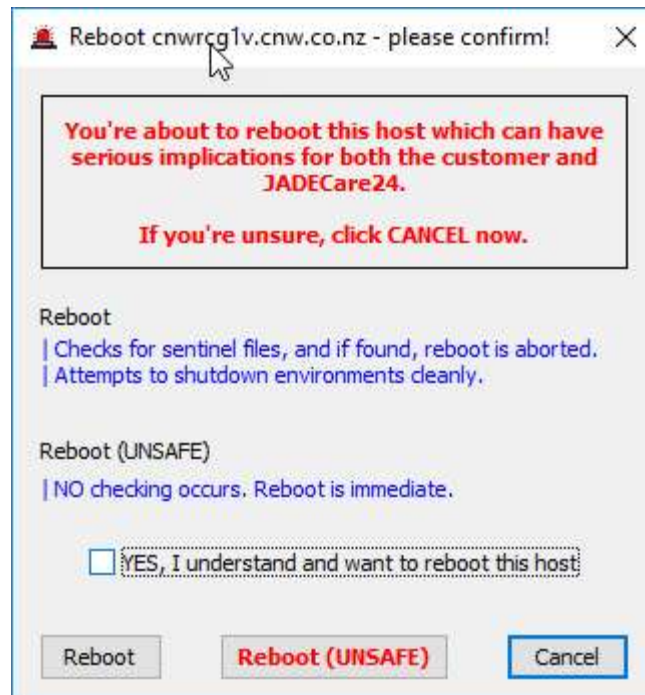 Reboot cnwrcg1v.cnw.co.nz - please confirm!
You're about to reboot this host which can have
serious implications for both the customer and
JADECare24.
If you're unsure, click CANCEL now.
Reboot
| Checks for sentinel files, and if found, reboot is aborted.
| Attempts to shutdown environments cleanly.
Reboot (UNSAFE)
| NO checking occurs. Reboot is immediate.
YES, I understand and want to reboot this host
Reboot Reboot (UNSAFE) Cancel